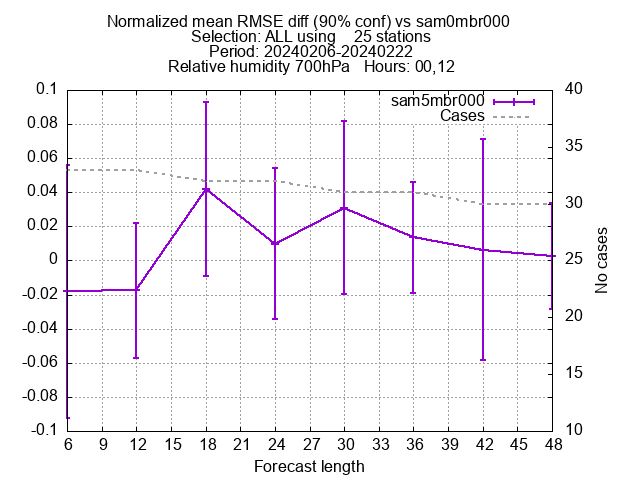 Normalized mean RMSE diff (90% conf) vs sam0mbr000
Selection: ALL using    25 stations
Period: 20240206-20240222
Relative humidity 700hPa   Hours: 00,12
sam5mbr000
Cases
0.1
0.08
0.06
0.04
0.02
0
-0.02
-0.04
-0.06
-0.08
-0.1
40
35
30
25
20
15
10
No cases
6 9 12 15 18 21 24 27 30 33 36 39 42 45 48
Forecast length